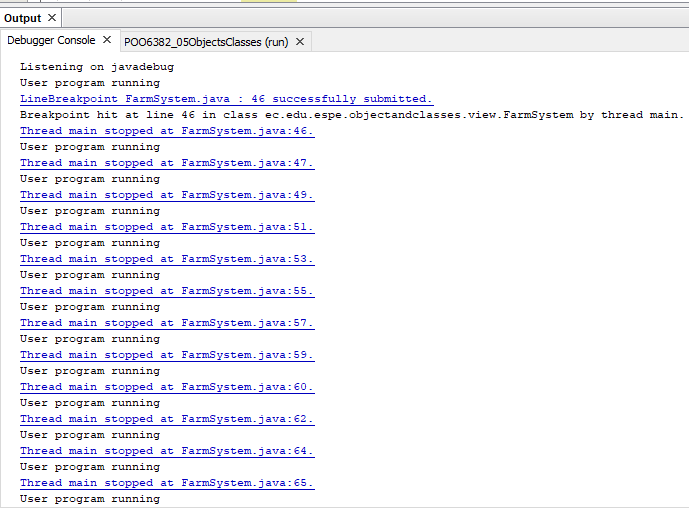 Output
Debugger Console POO6382_05ObjectsClasses (run)
Listening on javadebug
User program running
LineBreakpoint FarmSystem.java : 46 successfully submitted.
Breakpoint hit at line 46 in class ec.edu.espe.objectandclasses.view.FarmSystem by thread main.
Thread main stopped at FarmSystem.java:46.
User program running
Thread main stopped at FarmSystem.java:47.
User program running
Thread main stopped at FarmSystem.java:49.
User program running
Thread main stopped at FarmSystem.java:51.
User program running
Thread main stopped at FarmSystem.java:53.
User program running
Thread main stopped at FarmSystem.java:55.
User program running
Thread main stopped at FarmSystem.java:57.
User program running
Thread main stopped at FarmSystem.java:59.
User program running
Thread main stopped at FarmSystem.java:60.
User program running
Thread main stopped at FarmSystem.java:62.
User program running
Thread main stopped at FarmSystem.java:64.
User program running
Thread main stopped at FarmSystem.java:65.
User program running